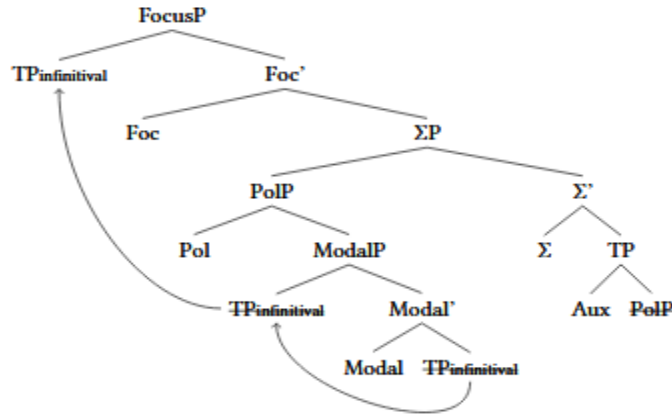 FocusP
TPinfinitival Foc’
Foc ΣP
PolP Σ’
Pol ModalP Σ TP
TPinfinitival Modal’ Aux PolP
Modal TPinfinitival